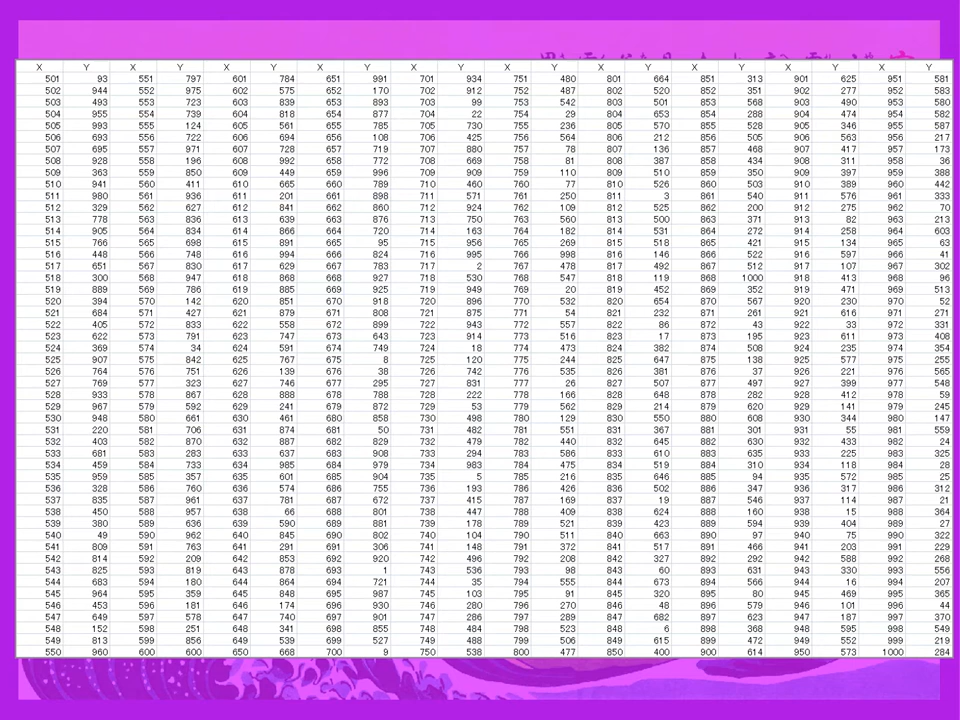 X Y X Y X Y X Y X Y X Y X Y X Y X Y X Y
501 93 551 797 601 784 651 991 701 934 751 480 801 664 851 313 901 625 951 581
502 944 552 975 602 575 652 170 702 912 752 487 802 520 852 351 902 277 952 583
503 493 553 723 603 839 653 893 703 99 753 542 803 501 853 568 903 490 953 580
504 955 554 739 604 818 654 877 704 22 754 29 804 653 854 288 904 474 954 582
505 993 555 124 605 561 655 785 705 730 755 236 805 570 855 528 905 346 955 587
506 693 556 722 606 694 656 108 706 425 756 564 806 212 856 505 906 563 956 217
507 695 557 971 607 728 657 719 707 880 757 78 807 136 857 468 907 417 957 173
508 928 558 196 608 992 658 772 708 669 758 81 808 387 858 434 908 311 958 36
509 363 559 850 609 449 659 996 709 909 759 110 809 510 859 350 909 397 959 388
510 941 560 411 610 665 660 789 710 460 760 77 810 526 860 503 910 389 960 442
511 980 561 936 611 201 661 898 711 571 761 250 811 3 861 540 911 576 961 333
512 329 562 627 612 841 662 860 712 924 762 109 812 525 862 200 912 275 962 70
513 778 563 836 613 639 663 876 713 750 763 560 813 500 863 371 913 82 963 213
514 905 564 834 614 866 664 720 714 163 764 182 814 531 864 272 914 258 964 603
515 766 565 698 615 891 665 95 715 956 765 269 815 518 865 421 915 134 965 63
516 448 566 748 616 994 666 824 716 995 766 998 816 146 866 522 916 597 966 41
517 651 567 830 617 629 667 783 717 2 767 478 817 492 867 512 917 107 967 302
518 300 568 947 618 868 668 927 718 530 768 547 818 119 868 1000 918 413 968 96
519 889 569 786 619 885 669 925 719 949 769 20 819 452 869 352 919 471 969 513
520 394 570 142 620 851 670 918 720 896 770 532 820 654 870 567 920 230 970 52
521 684 571 427 621 879 671 808 721 875 771 54 821 232 871 261 921 616 971 271
522 405 572 833 622 558 672 899 722 943 772 557 822 86 872 43 922 33 972 331
523 622 573 791 623 747 673 643 723 914 773 516 823 17 873 195 923 611 973 408
524 369 574 34 624 591 674 749 724 18 774 473 824 382 874 508 924 235 974 354
525 907 575 842 625 767 675 8 725 120 775 244 825 647 875 138 925 577 975 255
526 764 576 751 626 139 676 38 726 742 776 535 826 381 876 37 926 221 976 565
527 769 577 323 627 746 677 295 727 831 777 26 827 507 877 497 927 399 977 548
528 933 578 867 628 888 678 788 728 222 778 166 828 648 878 282 928 412 978 59
529 967 579 592 629 241 679 872 729 53 779 562 829 214 879 620 929 141 979 245
530 948 580 661 630 461 680 858 730 498 780 129 830 550 880 608 930 344 980 147
531 220 581 706 631 874 681 50 731 482 781 551 831 367 881 301 931 55 981 559
532 403 582 870 632 887 682 829 732 479 782 440 832 645 882 630 932 433 982 24
533 681 583 283 633 637 683 908 733 294 783 586 833 610 883 635 933 225 983 325
534 459 584 733 634 985 684 979 734 983 784 475 834 519 884 310 934 118 984 28
535 959 585 357 635 601 685 904 735 5 785 216 835 646 885 94 935 572 985 25
536 328 586 760 636 574 686 755 736 193 786 426 836 502 886 347 936 317 986 312
537 835 587 961 637 781 687 672 737 415 787 169 837 19 887 546 937 114 987 21
538 450 588 957 638 66 688 801 738 447 788 409 838 624 888 160 938 15 988 364
539 380 589 636 639 590 689 881 739 178 789 521 839 423 889 594 939 404 989 27
540 49 590 962 640 845 690 802 740 104 790 511 840 663 890 97 940 75 990 322
541 809 591 763 641 291 691 306 741 148 791 372 841 517 891 466 941 203 991 229
542 814 592 209 642 853 692 920 742 496 792 208 842 327 892 292 942 588 992 268
543 825 593 819 643 878 693 1 743 536 793 98 843 60 893 631 943 330 993 556
544 683 594 180 644 864 694 721 744 35 794 555 844 673 894 566 944 16 994 207
545 964 595 359 645 848 695 987 745 103 795 91 845 320 895 80 945 469 995 365
546 453 596 181 646 174 696 930 746 280 796 270 846 48 896 579 946 101 996 44
547 649 597 578 647 740 697 901 747 286 797 289 847 682 897 623 947 187 997 370
548 152 598 251 648 341 698 855 748 484 798 523 848 6 898 368 948 595 998 549
549 813 599 856 649 539 699 527 749 488 799 506 849 615 899 472 949 552 999 219
550 960 600 600 650 668 700 9 750 538 800 477 850 400 900 614 950 573 1000 284